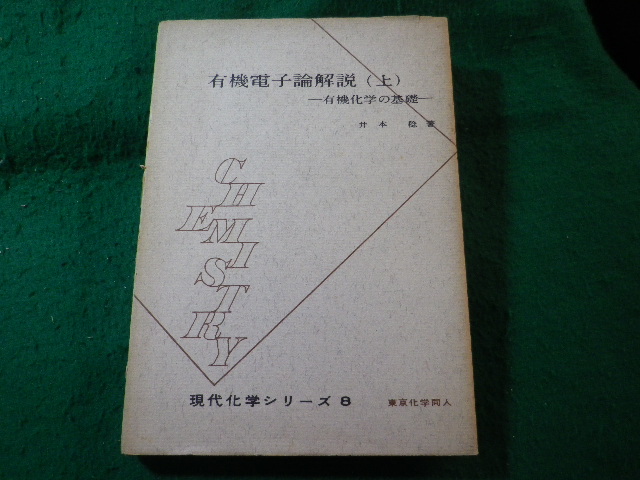 有機電子論解説(上)
—有機化学の基礎—
井本 稔 著
CHEMISTRY
現代化学シリーズ 8
東京化学同人